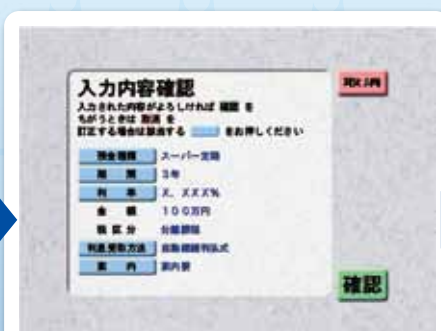 入力内容確認
取消
入力された内容がよろしければ 確認 を
ちがうときは 取消 を
訂正する場合は該当する をお押しください
預金種類 スーパー定期
期間 3年
利率 X.XXX%
金額 100万円
税区分 分離課税
利息受取方法 自動継続利払式
案内 案内要
確認